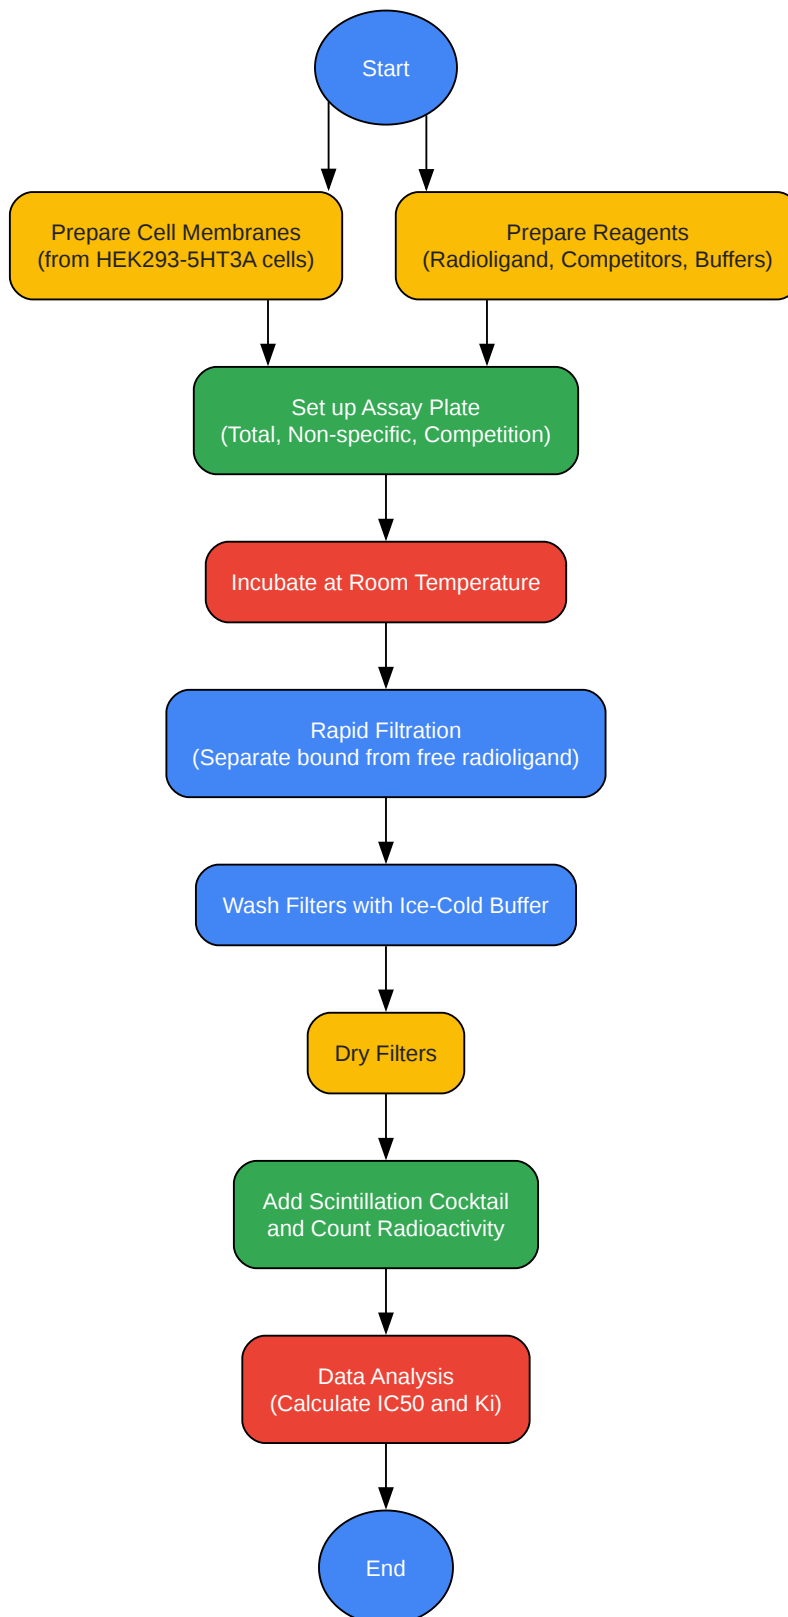 Start
Prepare Cell Membranes
(from HEK293-5HT3A cells)
Prepare Reagents
(Radioligand, Competitors, Buffers)
Set up Assay Plate
(Total, Non-specific, Competition)
Incubate at Room Temperature
Rapid Filtration
(Separate bound from free radioligand)
Wash Filters with Ice-Cold Buffer
Dry Filters
Add Scintillation Cocktail
and Count Radioactivity
Data Analysis
(Calculate IC50 and Ki)
End